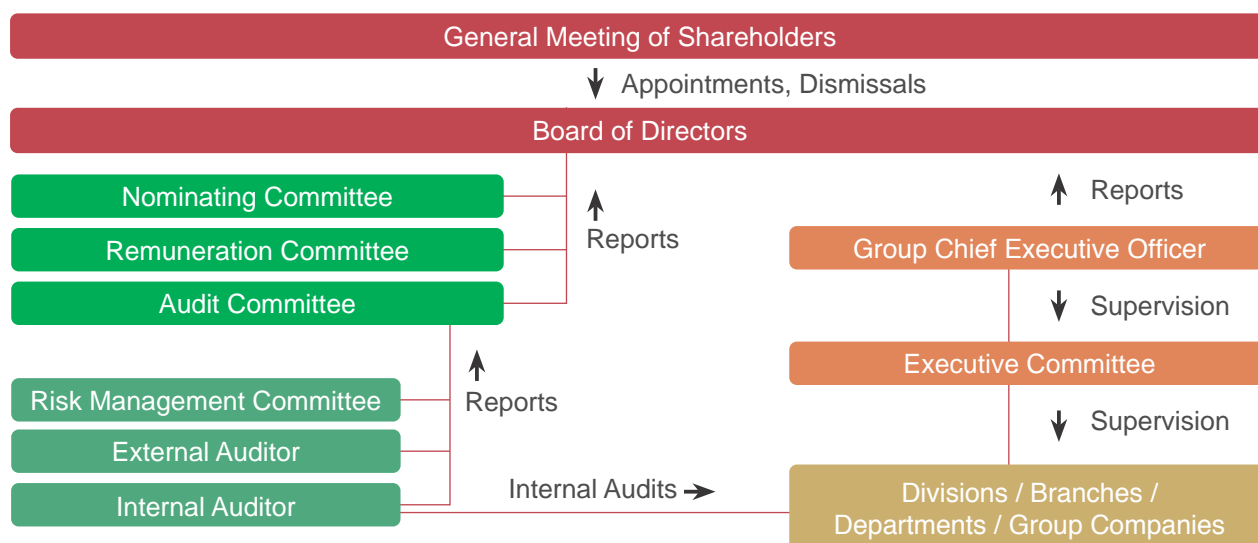 General Meeting of Shareholders
Appointments, Dismissals
Board of Directors
Nominating Committee
Remuneration Committee
Audit Committee
Reports
Risk Management Committee
External Auditor
Internal Auditor
Reports
Internal Audits
Reports
Group Chief Executive Officer
Supervision
Executive Committee
Supervision
Divisions / Branches /
Departments / Group Companies